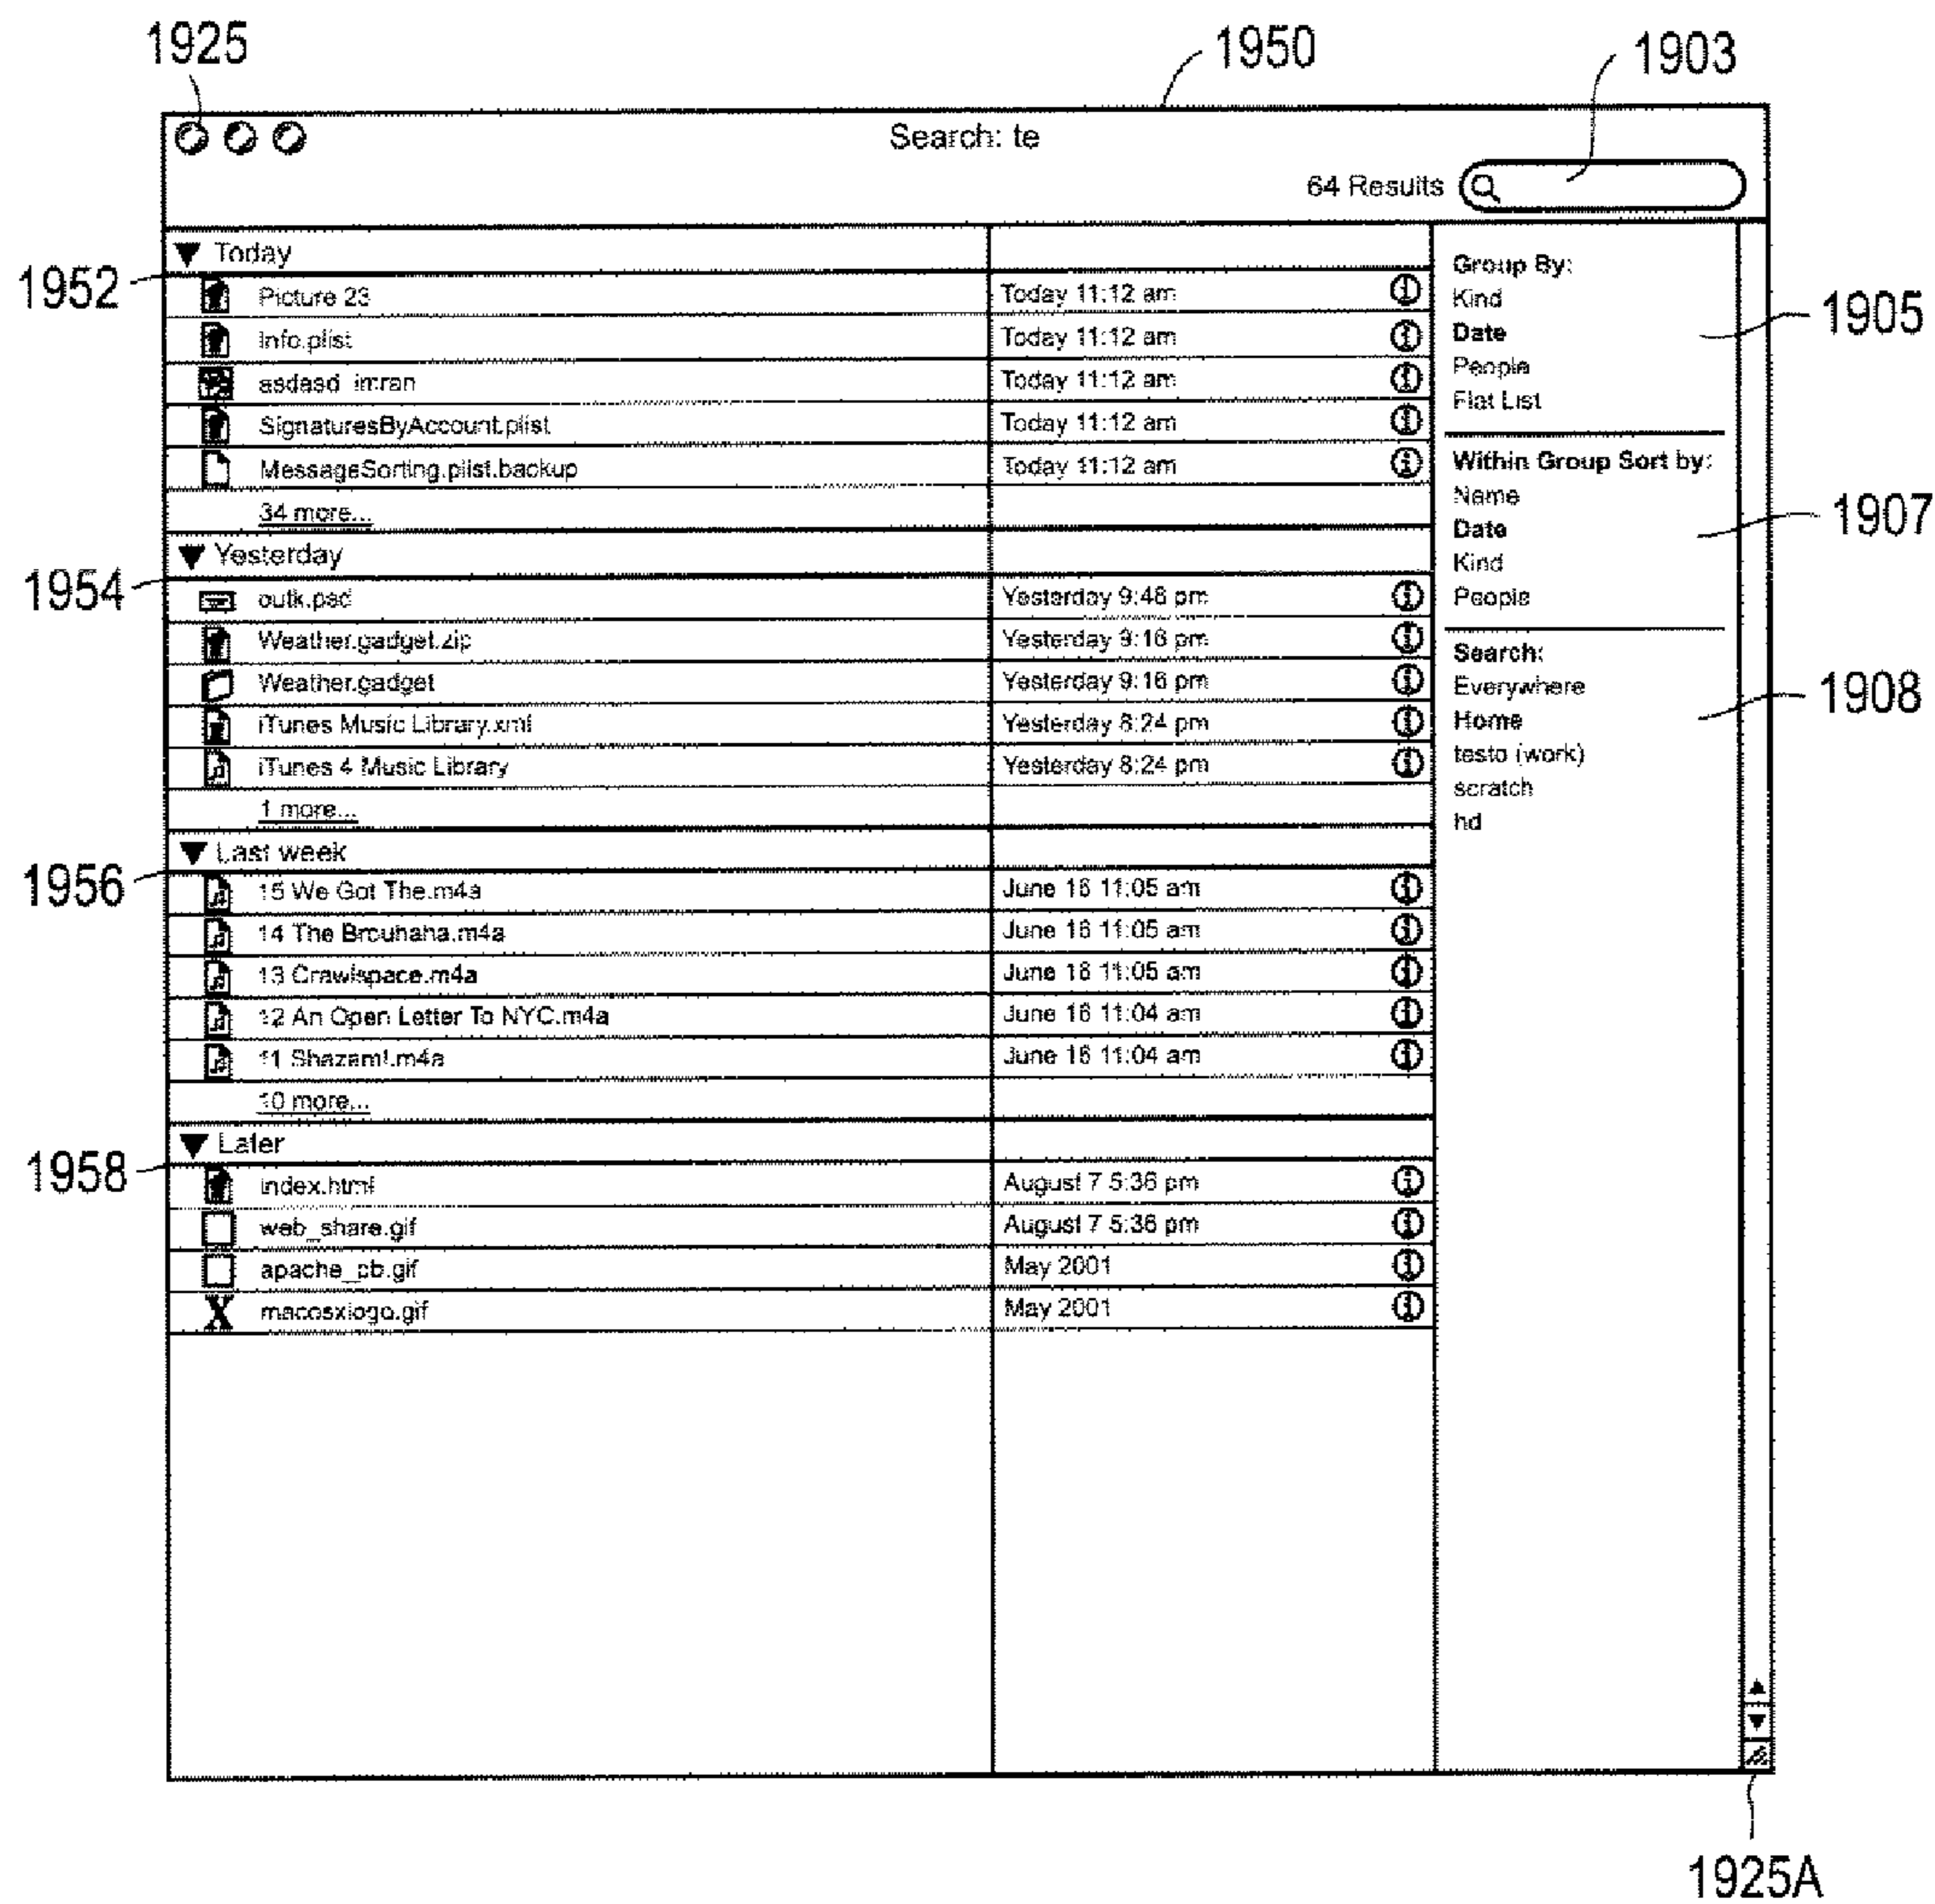 1925
1950
1903
Search: te
64 Results
Today
1952
Picture 23
Today 11:12 am
Info.plist
Today 11:12 am
asdasd imran
Today 11:12 am
SignaturesByAccount.plist
Today 11:12 am
MessageSorting.plist.backup
Today 11:12 am
34 more...
Yesterday
1954
outk.psd
Yesterday 9:48 pm
Weather.gadget.zip
Yesterday 9:16 pm
Weather.gadget
Yesterday 9:16 pm
iTunes Music Library.xml
Yesterday 8:24 pm
iTunes 4 Music Library
Yesterday 8:24 pm
1 more...
Last week
1956
15 We Got The.m4a
June 16 11:05 am
14 The Brouhaha.m4a
June 16 11:05 am
13 Crawlspace.m4a
June 16 11:05 am
12 An Open Letter To NYC.m4a
June 16 11:04 am
11 Shazam!.m4a
June 16 11:04 am
10 more...
Later
1958
index.html
August 7 5:36 pm
web_share.gif
August 7 5:36 pm
apache_pb.gif
May 2001
macosxlogo.gif
May 2001
Group By:
Kind
Date
People
Flat List
1905
Within Group Sort by:
Name
Date
Kind
People
1907
Search:
Everywhere
Home
testo (work)
scratch
hd
1908
1925A